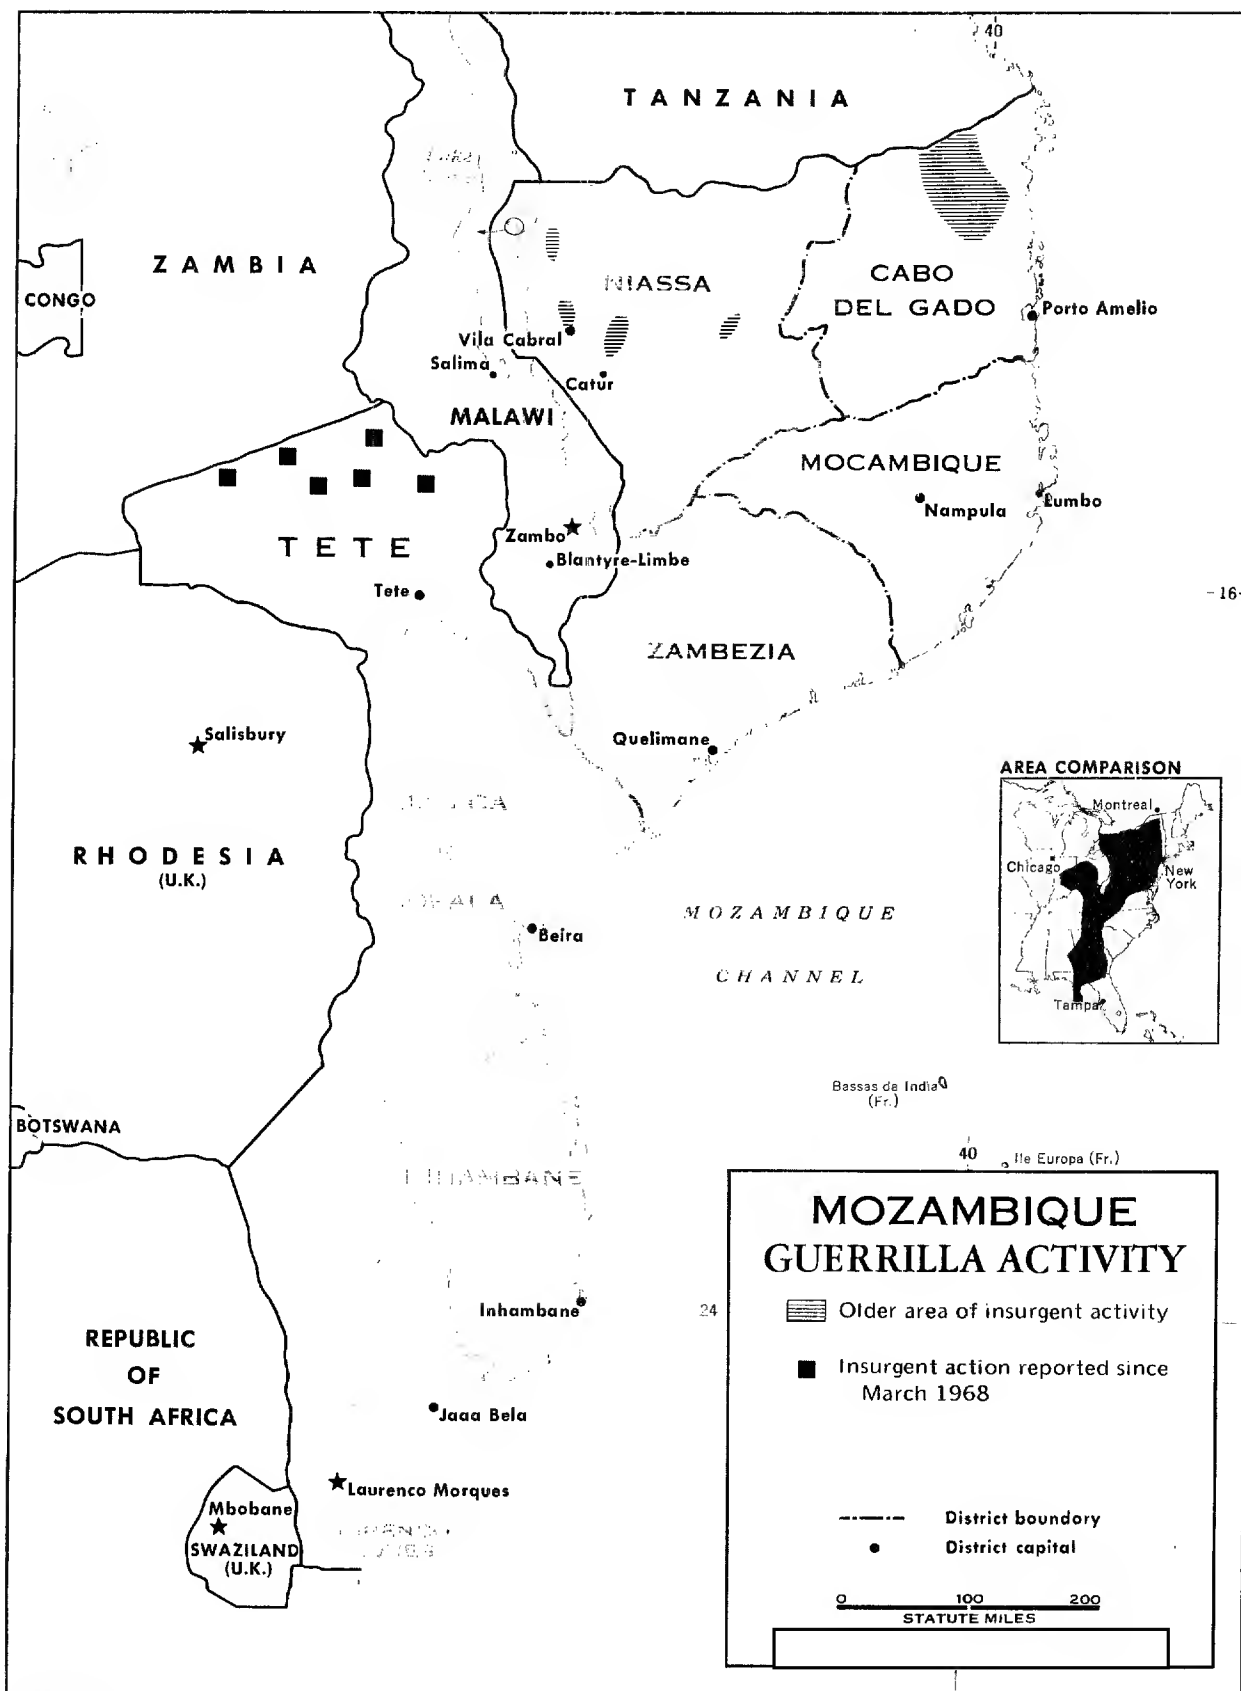 40
TANZANIA
ZAMBIA
CONGO
NIASSA
CABO
DEL GADO
Porto Amelio
Vila Cabral
Salima
Catur
MALAWI
MOCAMBIQUE
Nampula
Lumbo
Zambo
Blantyre-Limbe
TETE
Tete
-16-
ZAMBEZIA
Salisbury
Quelimane
AREA COMPARISON
Montreal
Chicago
New
York
Tampa
RHODESIA
(U.K.)
MOZAMBIQUE
CHANNEL
Beira
Bassas da India
(Fr.)
BOTSWANA
40
Ile Europa (Fr.)
INHAMBANE
Inhambane
24
REPUBLIC
OF
SOUTH AFRICA
Jaaa Bela
Laurenco Morques
Mbobane
SWAZILAND
(U.K.)
MOZAMBIQUE
GUERRILLA ACTIVITY
Older area of insurgent activity
Insurgent action reported since
March 1968
District boundary
District capital
0 100 200
STATUTE MILES